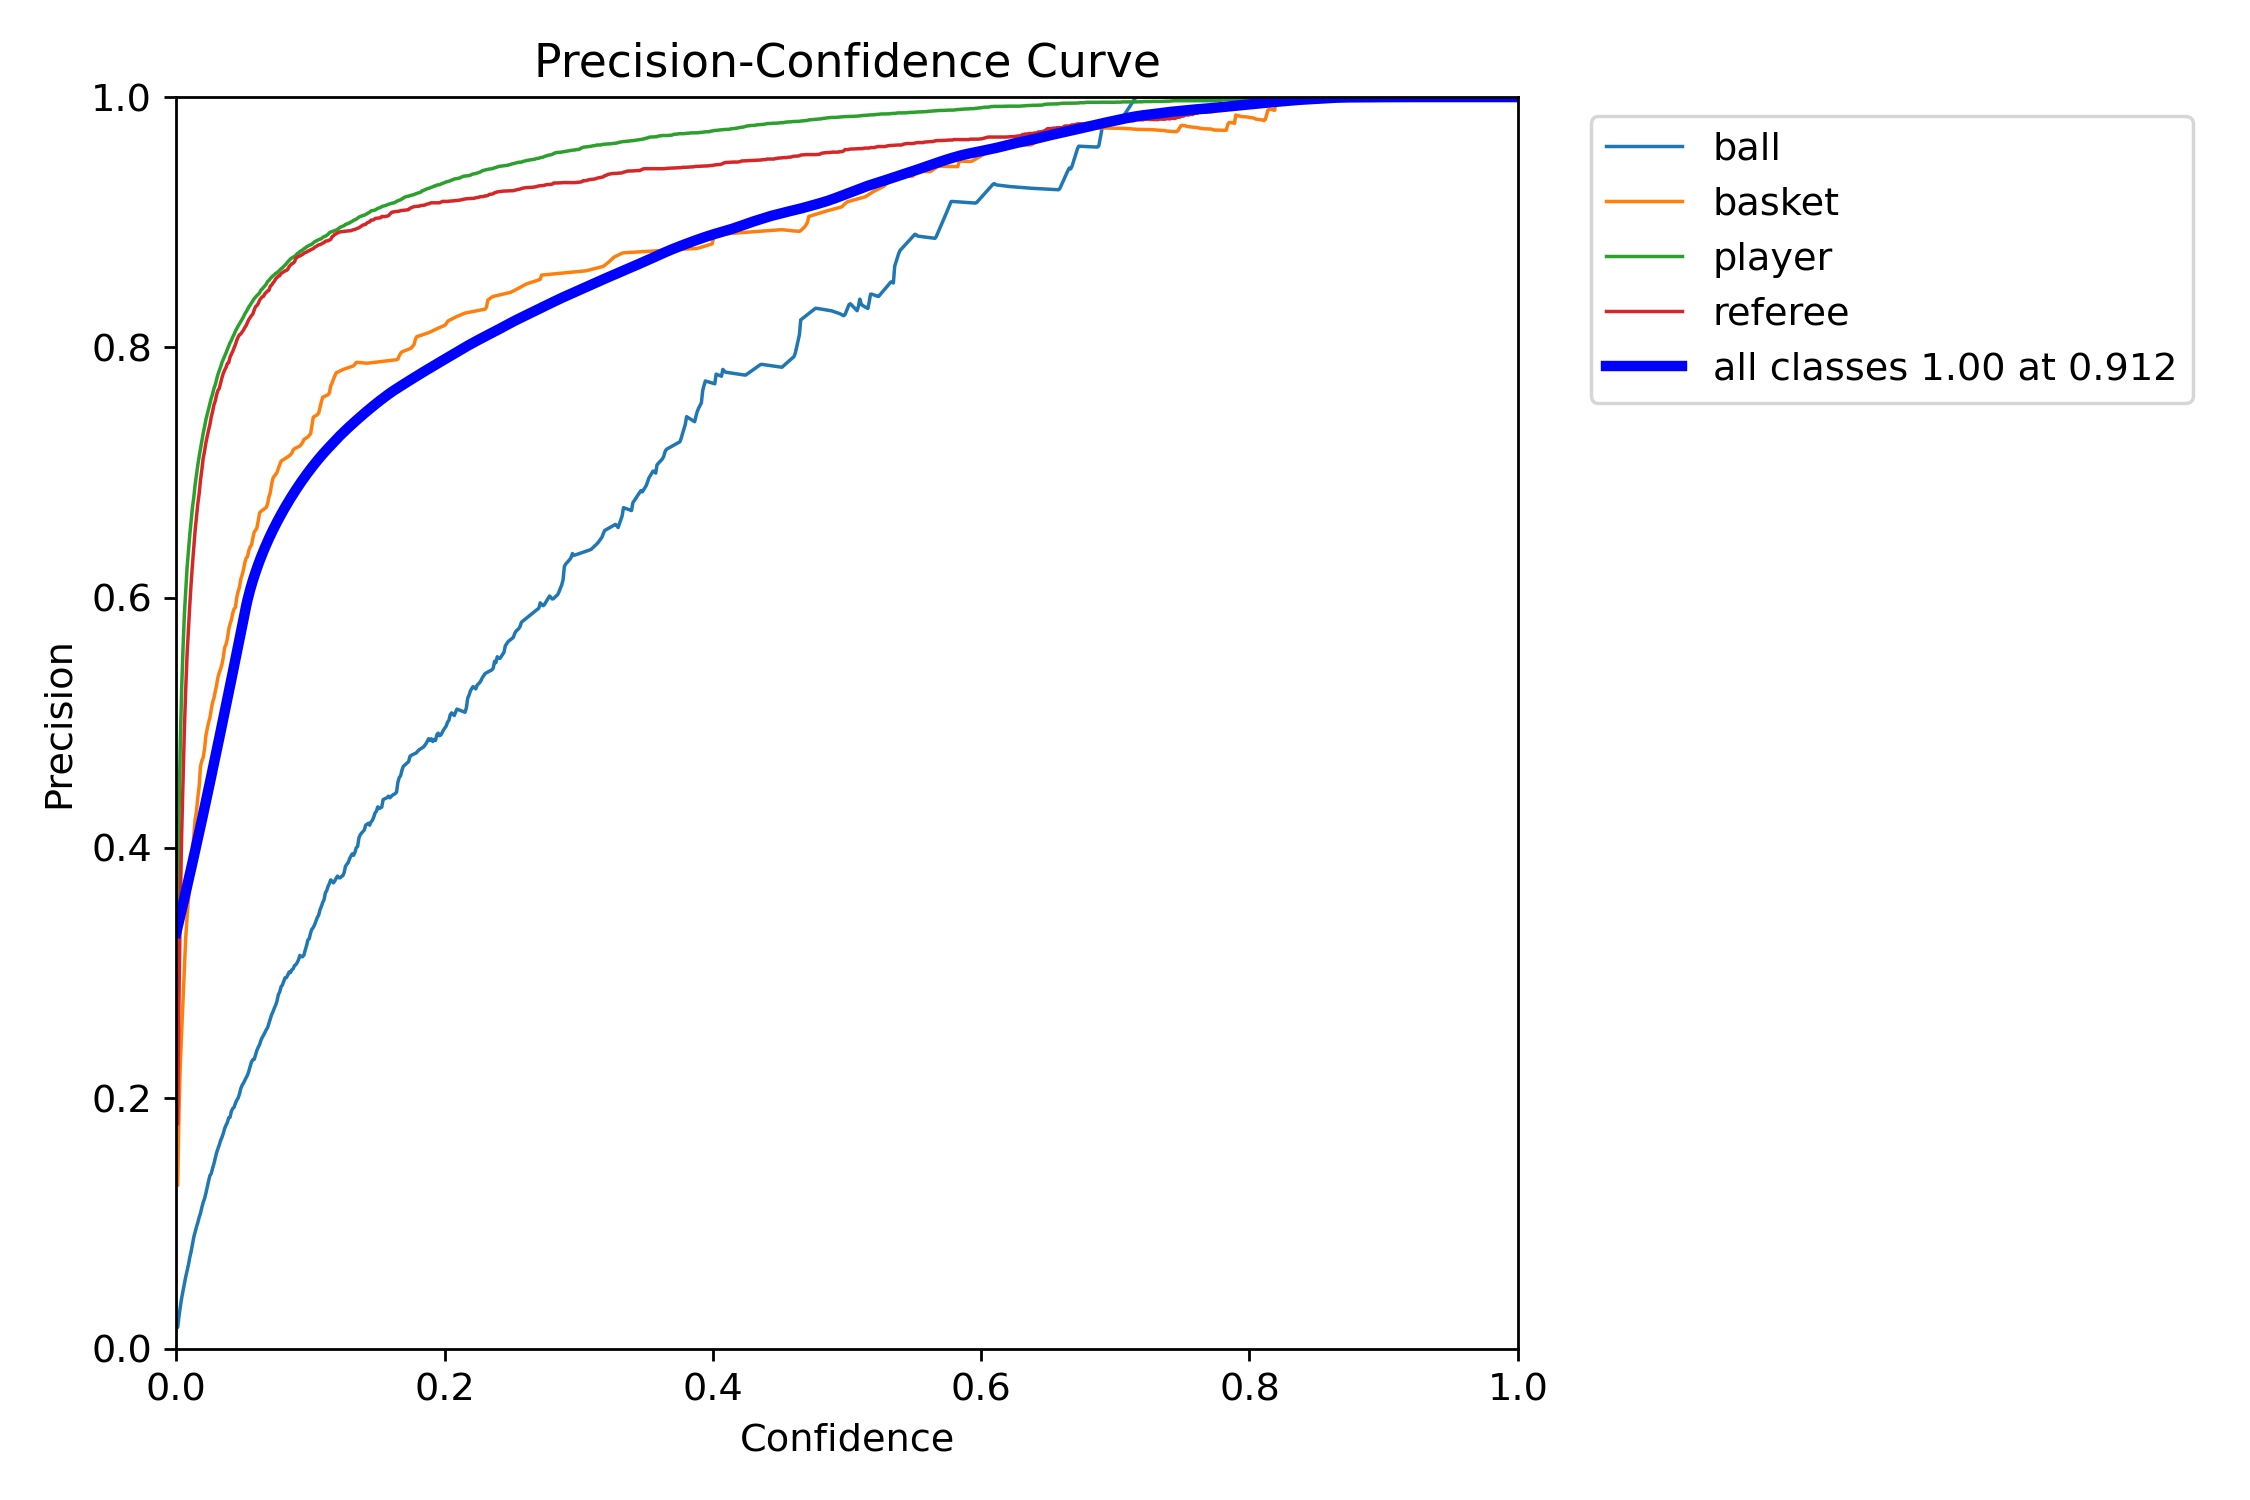 Precision-Confidence Curve
1.0
0.8
0.6
0.4
0.2
0.0
Precision
0.0 0.2 0.4 0.6 0.8 1.0
Confidence
ball
basket
player
referee
all classes 1.00 at 0.912